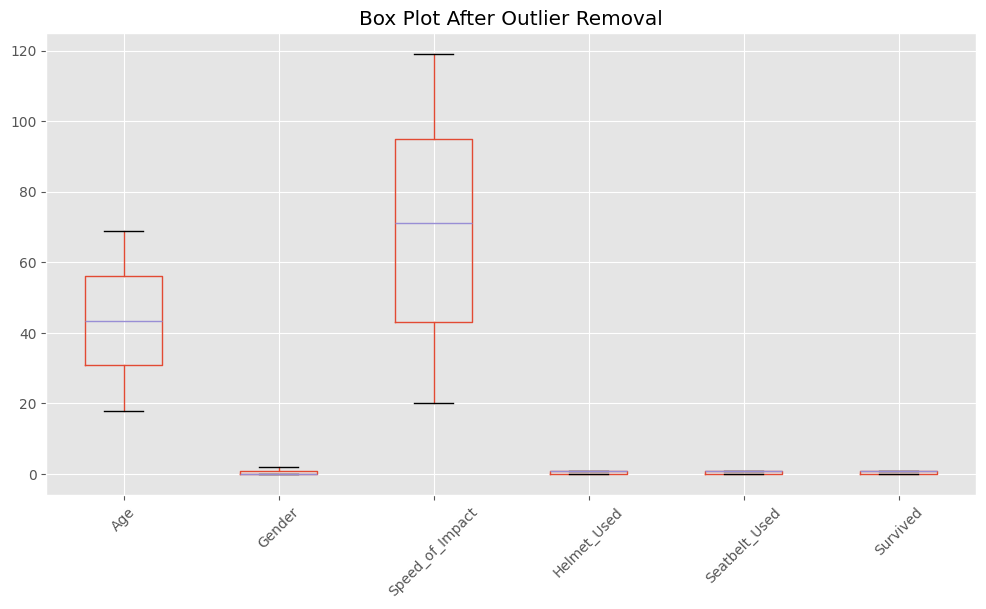 Box Plot After Outlier Removal
120
100
80
60
40
20
0
Age
Gender
Speed_of_Impact
Helmet_Used
Seatbelt_Used
Survived